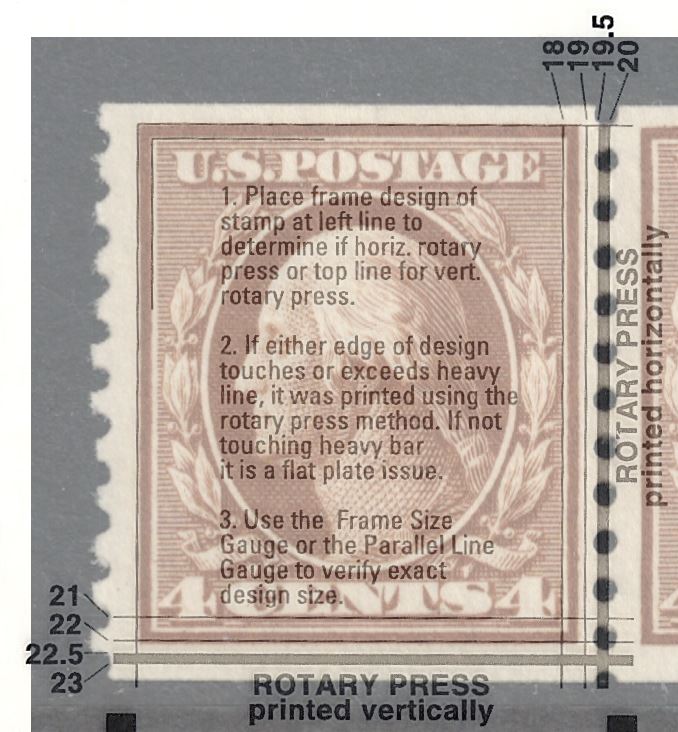 18
19
19.5
20
U.S. POSTAGE
1. Place frame design of
stamp at left line to
determine if horiz. rotary
press or top line for vert.
rotary press.
2. If either edge of design
touches or exceeds heavy
line, it was printed using the
rotary press method. If not
touching heavy bar
it is a flat plate issue.
3. Use the Frame Size
Gauge or the Parallel Line
Gauge to verify exact
design size.
4 CENTS 4
ROTARY PRESS
printed horizontally
21
22
22.5
23
ROTARY PRESS
printed vertically